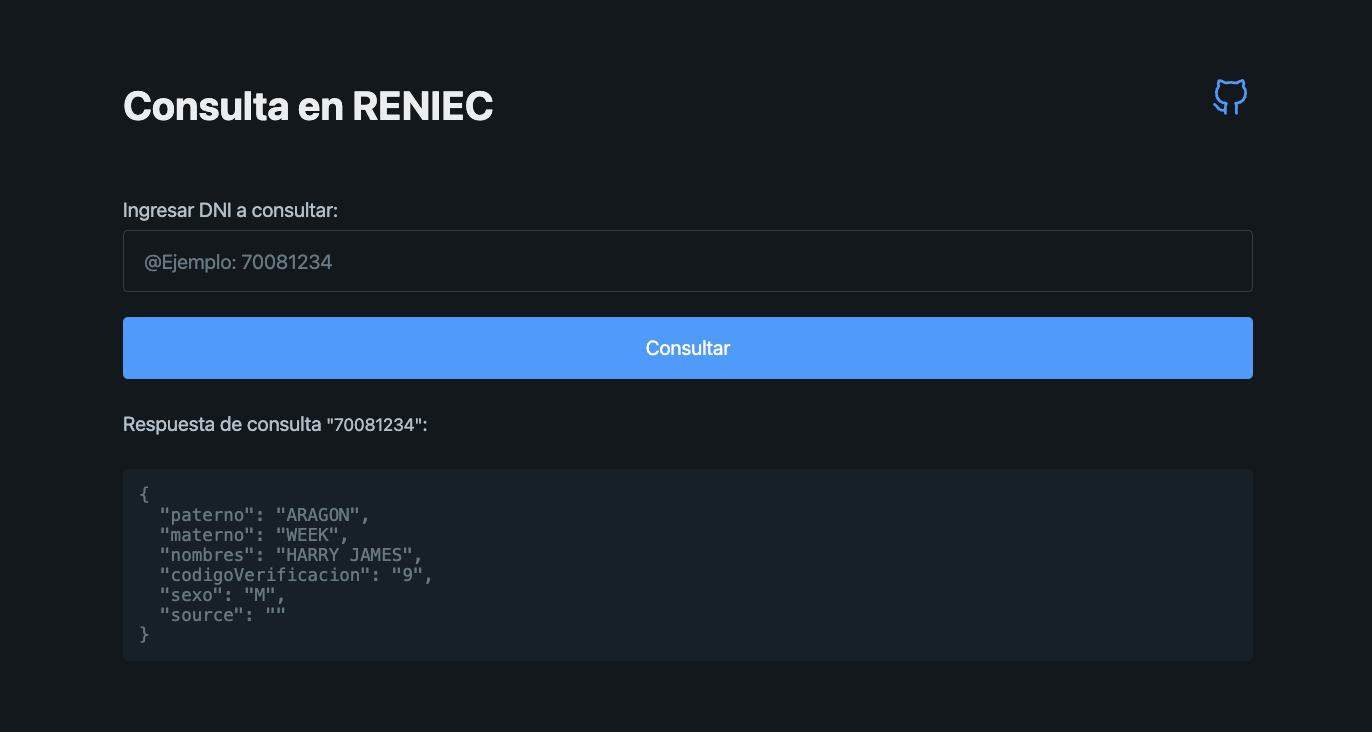 Consulta en RENIEC
Ingresar DNI a consultar:
@Ejemplo: 70081234
Consultar
Respuesta de consulta "70081234":
{
  "paterno": "ARAGON",
  "materno": "WEEK",
  "nombres": "HARRY JAMES",
  "codigoVerificacion": "9",
  "sexo": "M",
  "source": ""
}